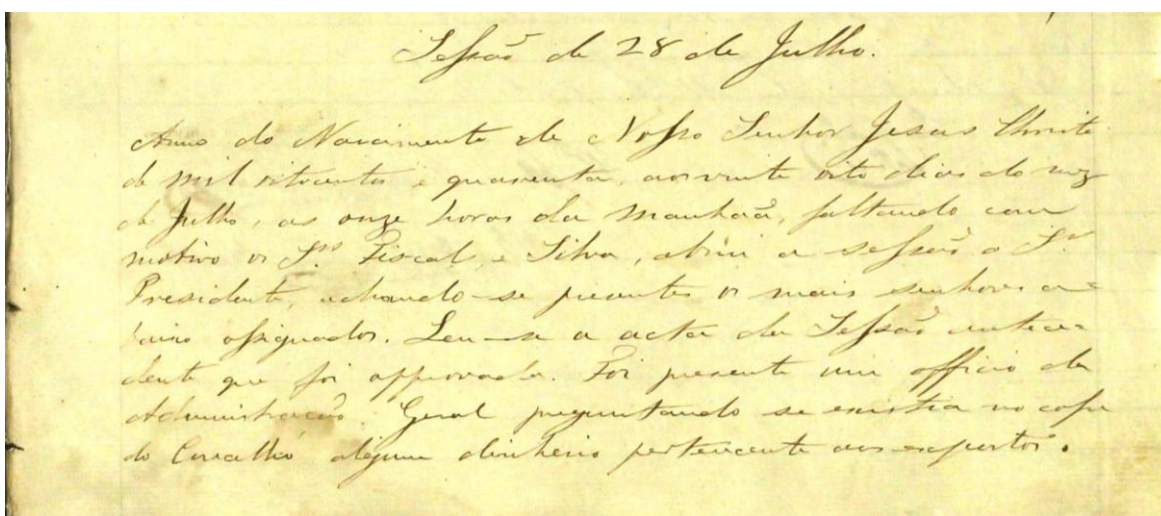 Sessão de 28 de Julho.
Anno do Nascimento de Nosso Senhor Jesus Christo
de mil oitocentos e quarenta, aos vinte oito dias do mez
de Julho, as onze horas da manhaã, faltando com
motivo os Srs Fiscal, e Silva, abriu a sessão o Sr
Presidente, achando-se presentes os mais senhores a=
baixo assignados. Leu-se a acta da Sessão antece=
dente que foi approvada. Foi presente um officio da
Administração Geral preguntando se existia no cofre
do Concelho algum dinheiro pertencente aos expostos.